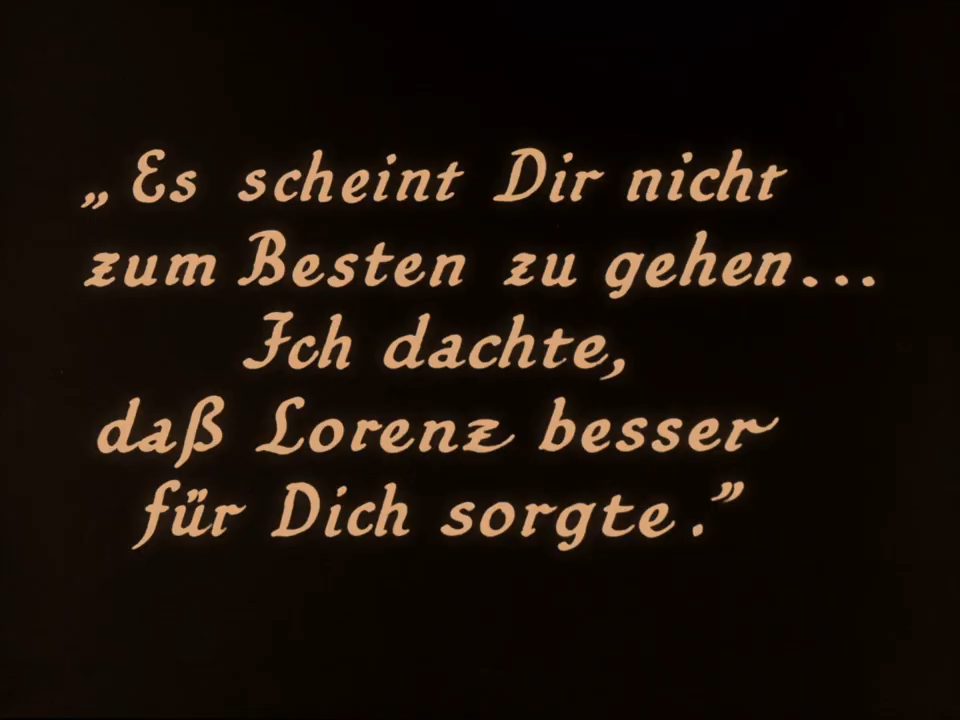 „Es scheint Dir nicht
zum Besten zu gehen...
Ich dachte,
daß Lorenz besser
für Dich sorgte.”